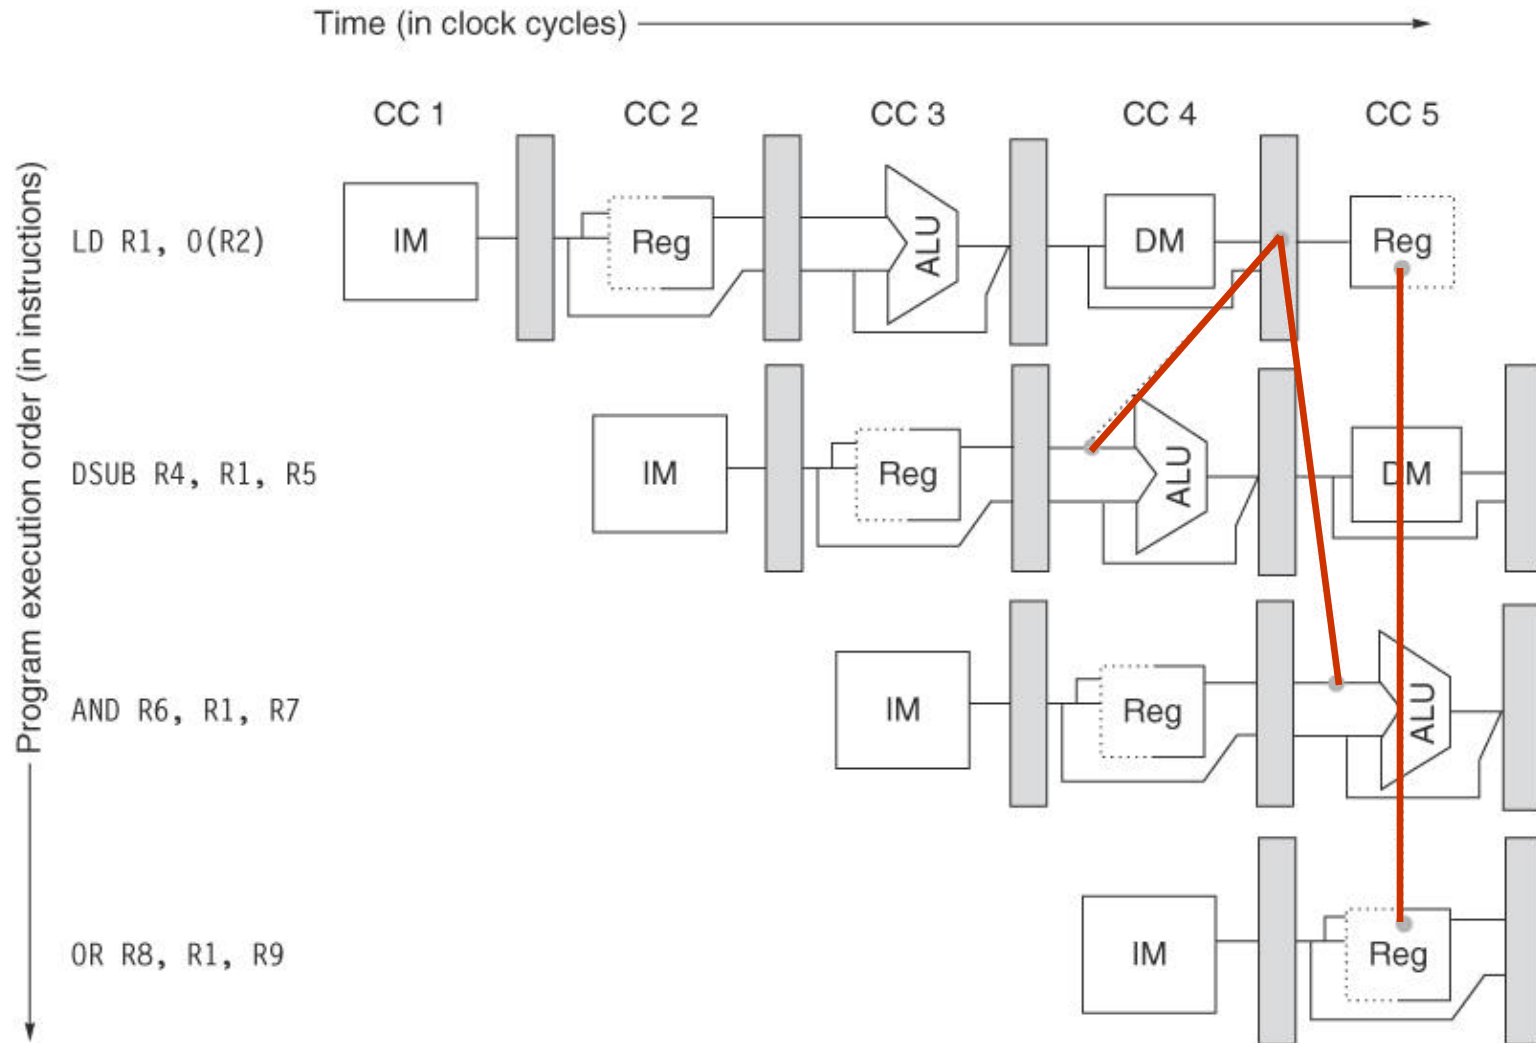 Time (in clock cycles)
CC 1 CC 2 CC 3 CC 4 CC 5
Program execution order (in instructions)
LD R1, 0(R2) IM Reg ALU DM Reg
DSUB R4, R1, R5 IM Reg ALU DM
AND R6, R1, R7 IM Reg ALU
OR R8, R1, R9 IM Reg